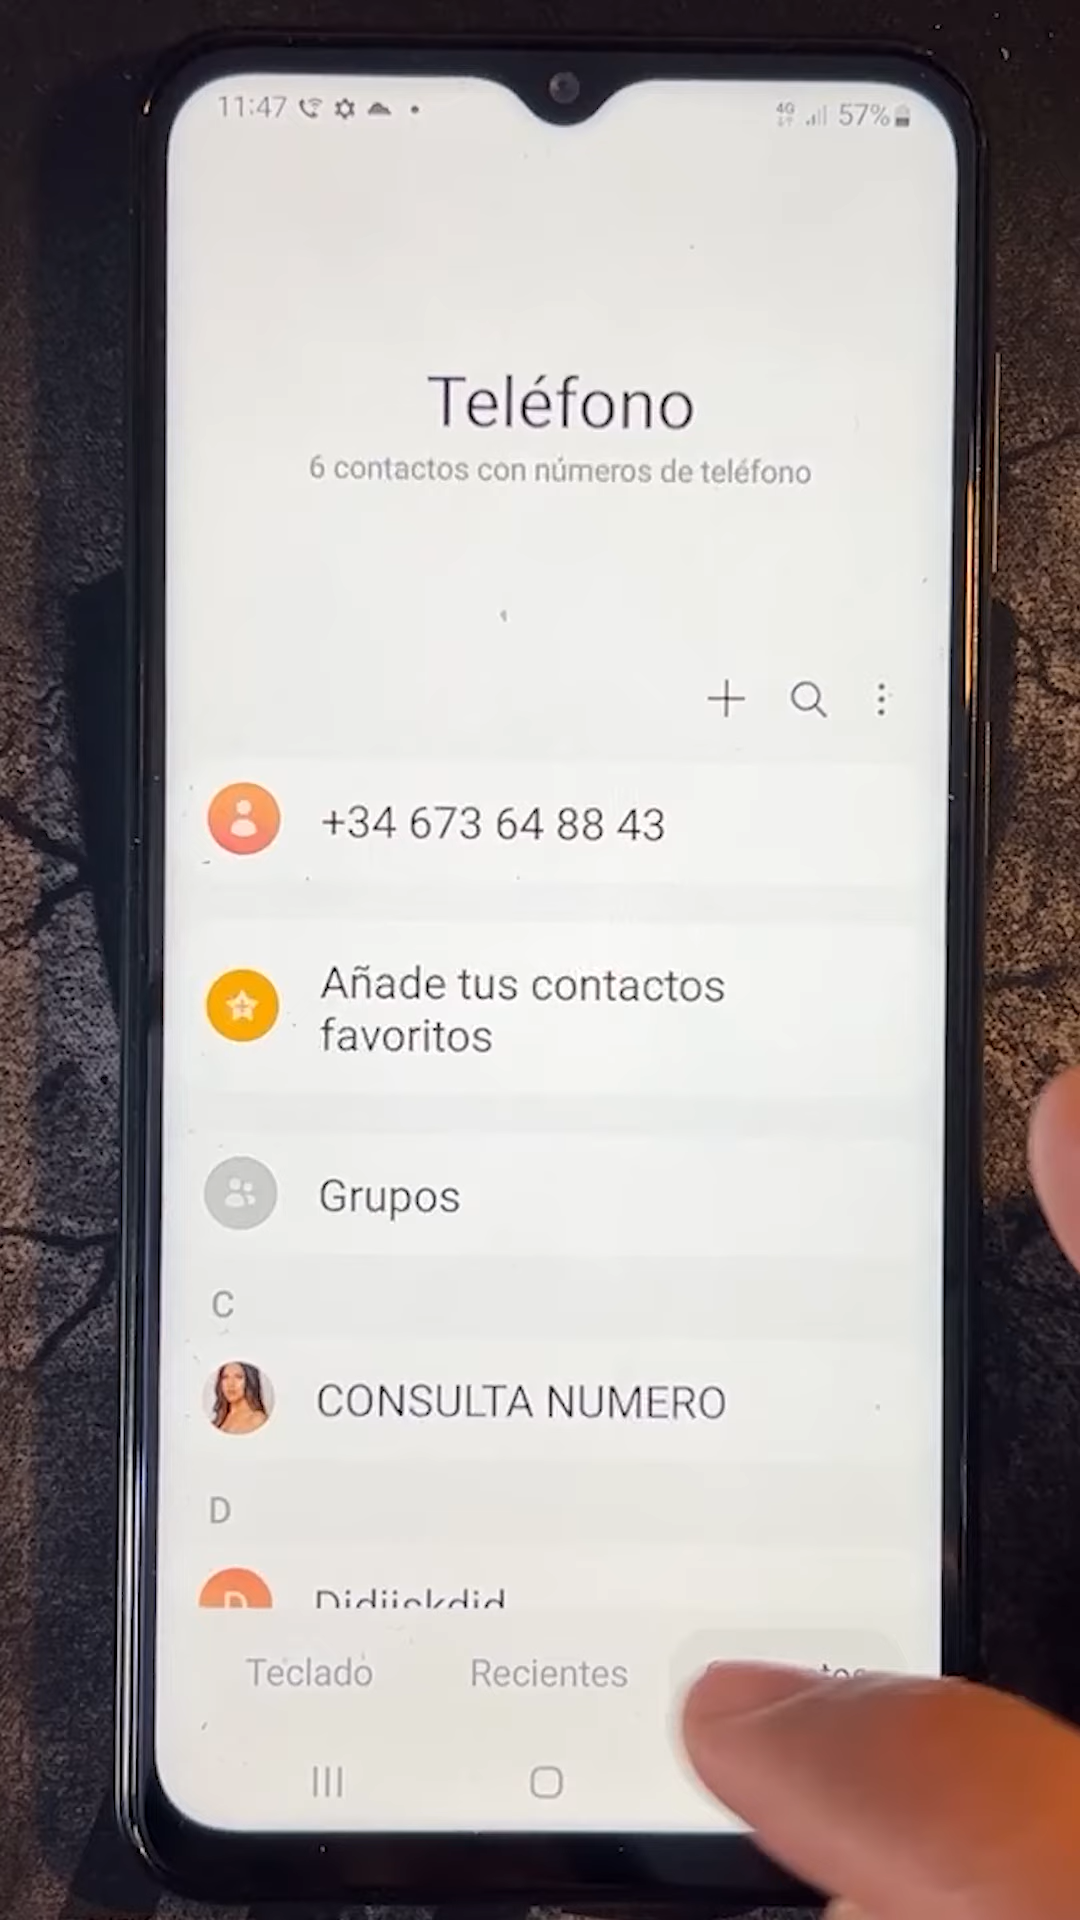 11:47
4G
57%
Teléfono
6 contactos con números de teléfono
+34 673 64 88 43
Añade tus contactos
favoritos
Grupos
C
CONSULTA NUMERO
D
D
Teclado
Recientes